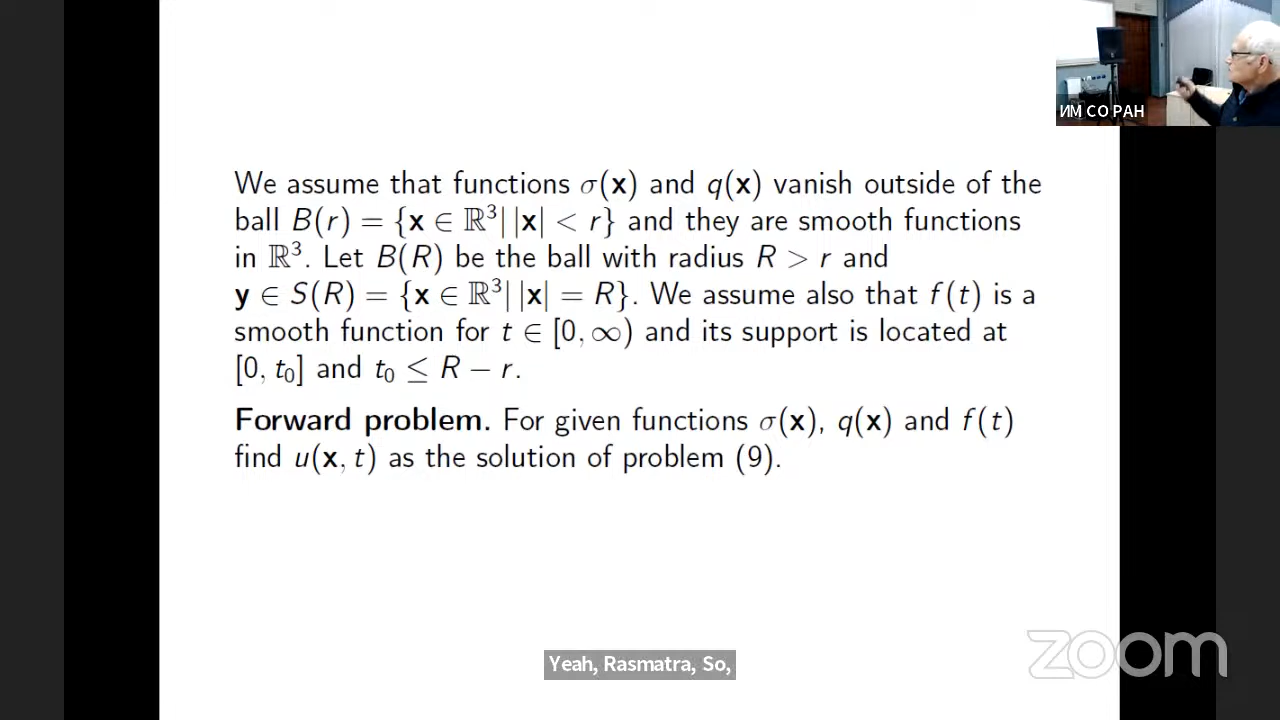 ИМ СО РАН
We assume that functions σ(x) and q(x) vanish outside of the
ball B(r) = {x ∈ ℝ³| |x| < r} and they are smooth functions
in ℝ³. Let B(R) be the ball with radius R > r and
y ∈ S(R) = {x ∈ ℝ³| |x| = R}. We assume also that f(t) is a
smooth function for t ∈ [0, ∞) and its support is located at
[0, t₀] and t₀ ≤ R − r.
Forward problem. For given functions σ(x), q(x) and f(t)
find u(x, t) as the solution of problem (9).
Yeah, Rasmatra, So,
zoom